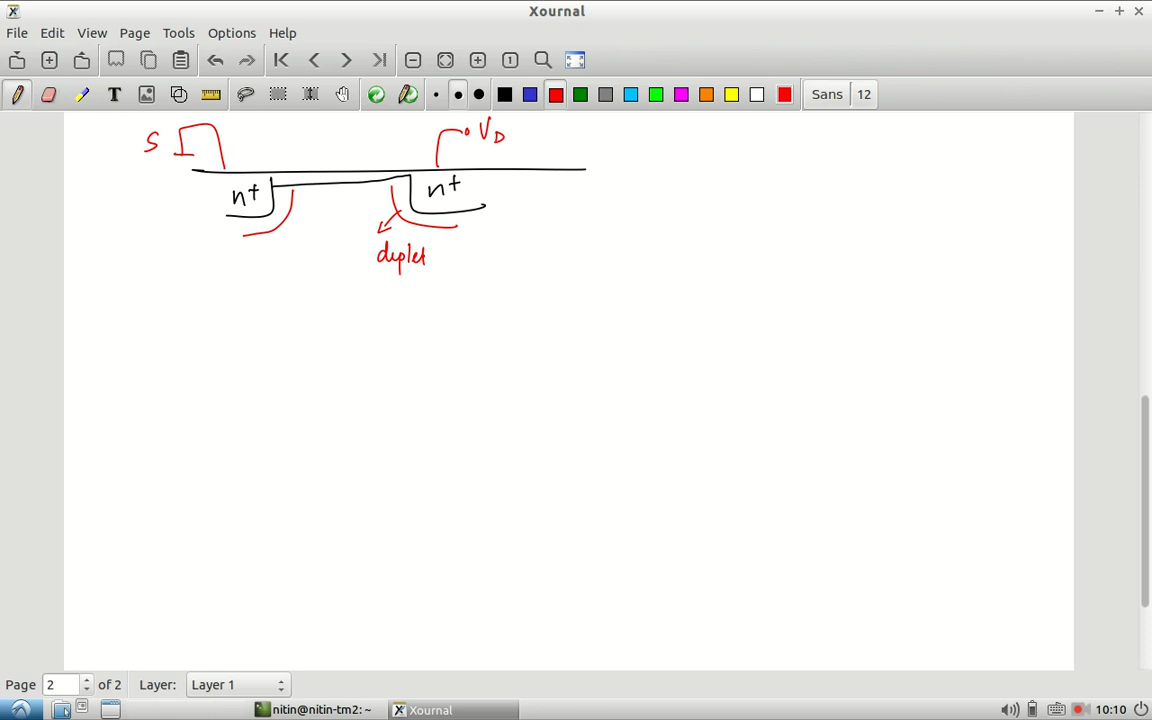 Xournal
File Edit View Page Tools Options Help
Sans 12
S
VD
n+ n+
deplet
Page 2 of 2 Layer: Layer 1
nitin@nitin-tm2: ~ Xournal 10:10